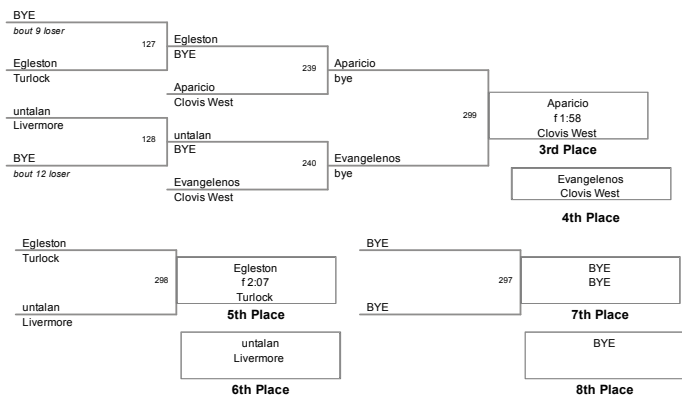 BYE
bout 9 loser
127
Egleston
Turlock
Egleston
BYE
239
Aparicio
Clovis West
Aparicio
bye
untalan
Livermore
128
BYE
bout 12 loser
untalan
BYE
240
Evangelenos
Clovis West
Evangelenos
bye
299
Aparicio
f 1:58
Clovis West
3rd Place
Evangelenos
Clovis West
4th Place
Egleston
Turlock
298
untalan
Livermore
Egleston
f 2:07
Turlock
5th Place
untalan
Livermore
6th Place
BYE
297
BYE
BYE
BYE
7th Place
BYE
8th Place